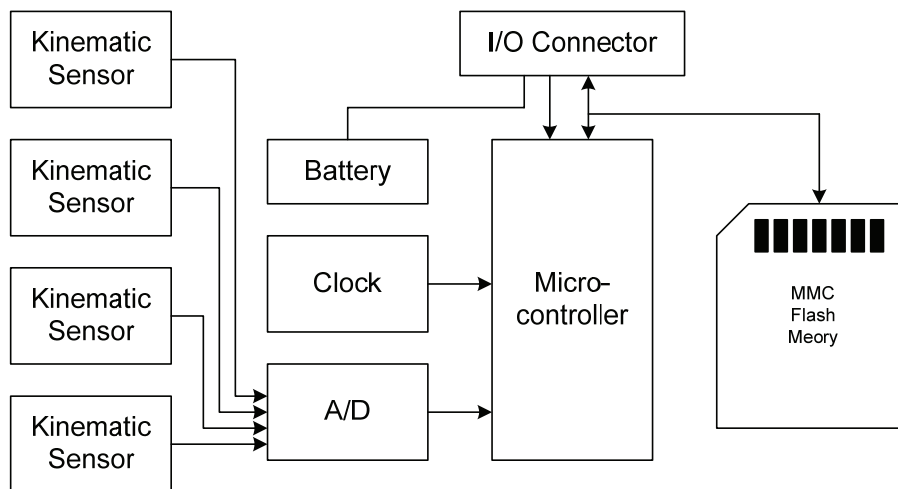 Kinematic
Sensor
I/O Connector
Kinematic
Sensor
Battery
Kinematic
Sensor
Clock
Micro-
controller
MMC
Flash
Meory
Kinematic
Sensor
A/D